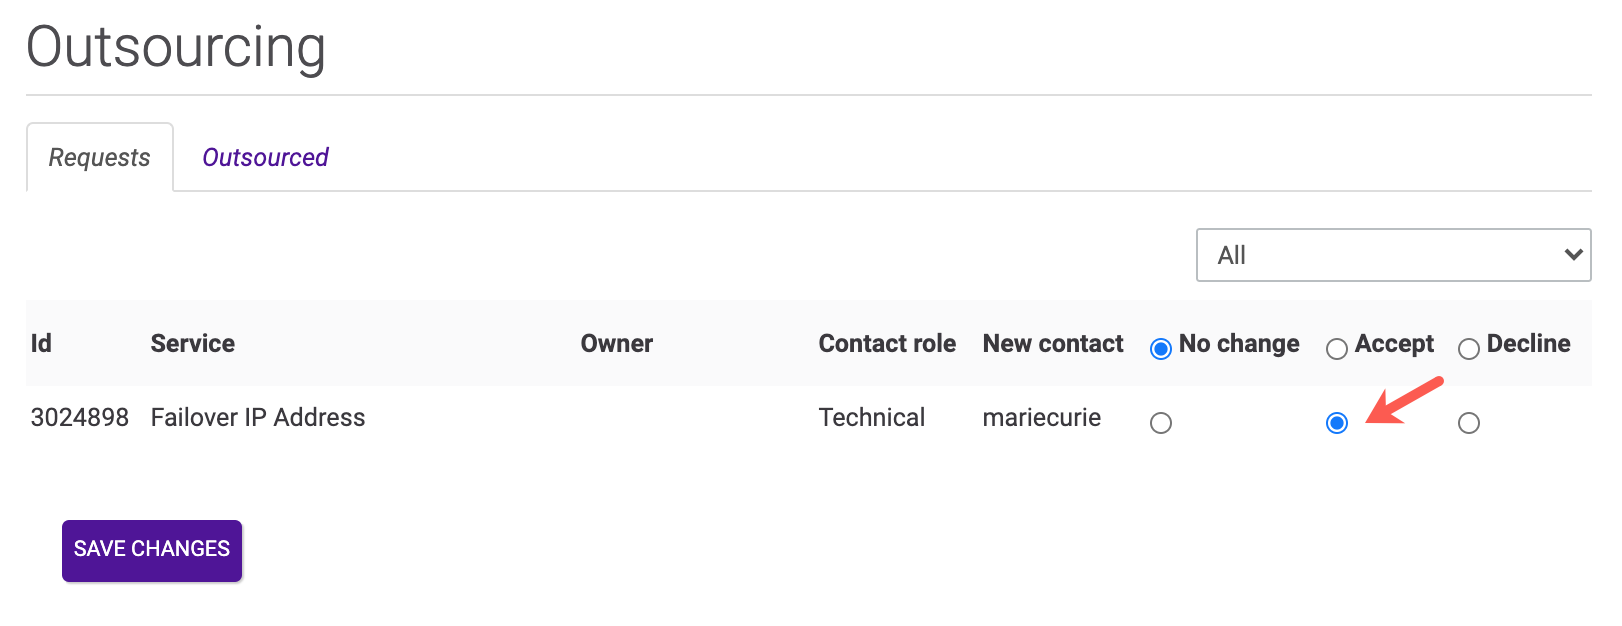 Outsourcing
Requests Outsourced
All
Id Service Owner Contact role New contact No change Accept Decline
3024898 Failover IP Address Technical mariecurie
SAVE CHANGES